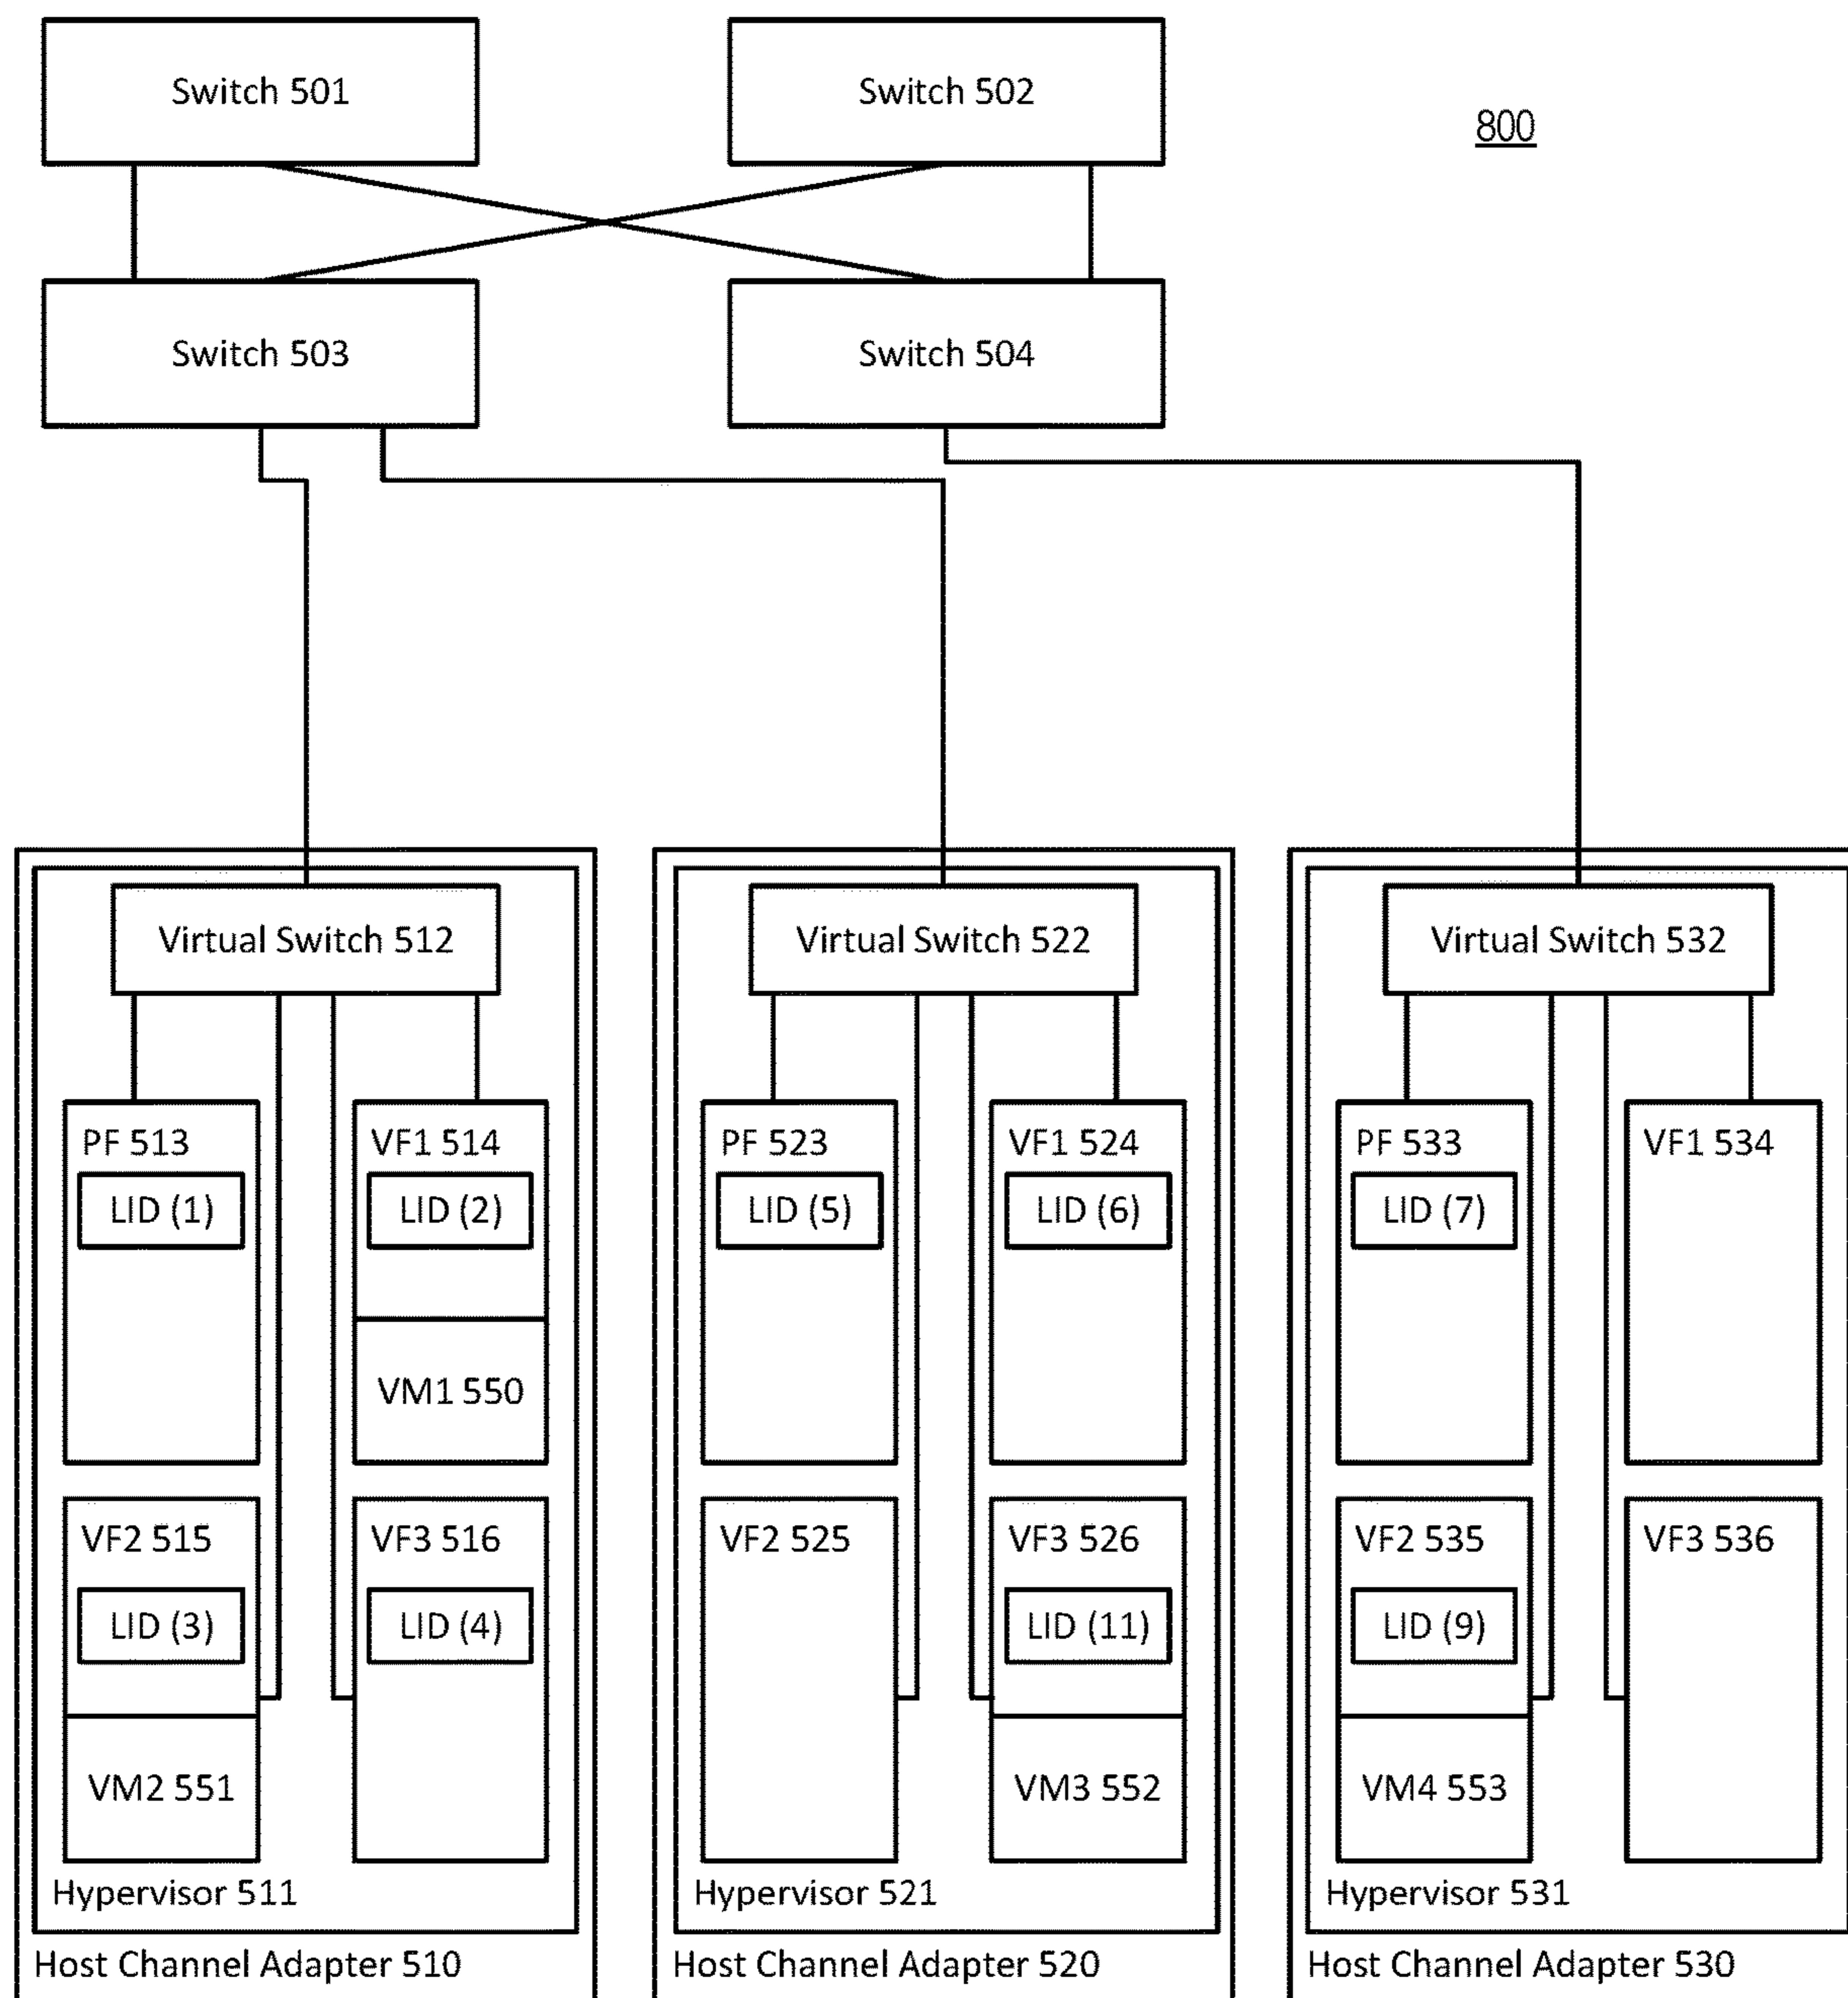 Switch 501
Switch 502
800
Switch 503
Switch 504
Virtual Switch 512
Virtual Switch 522
Virtual Switch 532
PF 513
LID (1)
VF1 514
LID (2)
VM1 550
VF2 515
LID (3)
VM2 551
VF3 516
LID (4)
Hypervisor 511
Host Channel Adapter 510
PF 523
LID (5)
VF1 524
LID (6)
VF2 525
VF3 526
LID (11)
VM3 552
Hypervisor 521
Host Channel Adapter 520
PF 533
LID (7)
VF1 534
VF2 535
LID (9)
VM4 553
VF3 536
Hypervisor 531
Host Channel Adapter 530